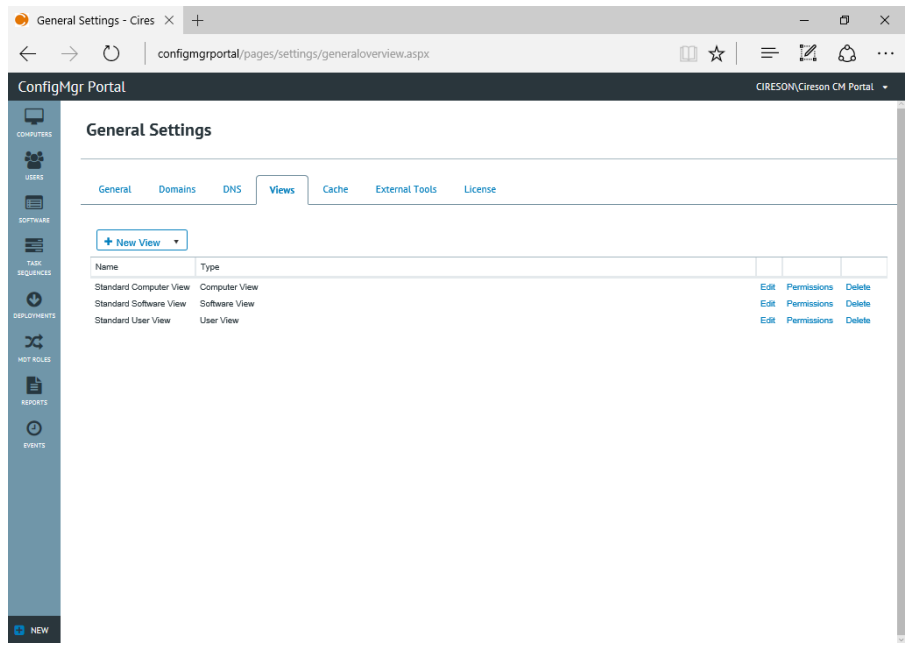 General Settings - Cires
configmgrportal/pages/settings/generaloverview.aspx
ConfigMgr Portal CIRESON\Cireson CM Portal
COMPUTERS
USERS
SOFTWARE
TASK
SEQUENCES
DEPLOYMENTS
MDT ROLES
REPORTS
EVENTS
NEW
General Settings
General Domains DNS Views Cache External Tools License
New View
Name Type
Standard Computer View Computer View Edit Permissions Delete
Standard Software View Software View Edit Permissions Delete
Standard User View User View Edit Permissions Delete